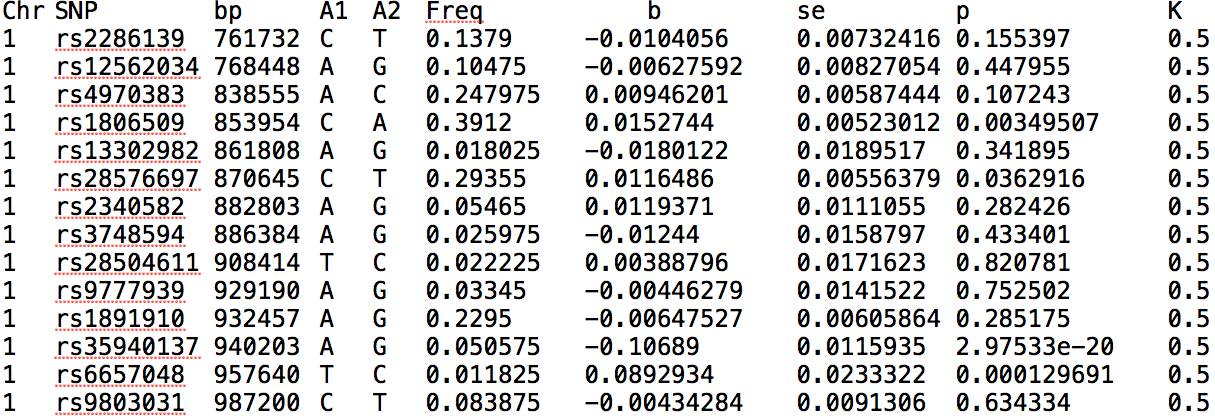 Chr SNP bp A1 A2 Freq b se p K
1 rs2286139 761732 C T 0.1379 -0.0104056 0.00732416 0.155397 0.5
1 rs12562034 768448 A G 0.10475 -0.00627592 0.00827054 0.447955 0.5
1 rs4970383 838555 A C 0.247975 0.00946201 0.00587444 0.107243 0.5
1 rs1806509 853954 C A 0.3912 0.0152744 0.00523012 0.00349507 0.5
1 rs13302982 861808 A G 0.018025 -0.0180122 0.0189517 0.341895 0.5
1 rs28576697 870645 C T 0.29355 0.0116486 0.00556379 0.0362916 0.5
1 rs2340582 882803 A G 0.05465 0.0119371 0.0111055 0.282426 0.5
1 rs3748594 886384 A G 0.025975 -0.01244 0.0158797 0.433401 0.5
1 rs28504611 908414 T C 0.022225 0.00388796 0.0171623 0.820781 0.5
1 rs9777939 929190 A G 0.03345 -0.00446279 0.0141522 0.752502 0.5
1 rs1891910 932457 A G 0.2295 -0.00647527 0.00605864 0.285175 0.5
1 rs35940137 940203 A G 0.050575 -0.10689 0.0115935 2.97533e-20 0.5
1 rs6657048 957640 T C 0.011825 0.0892934 0.0233322 0.000129691 0.5
1 rs9803031 987200 C T 0.083875 -0.00434284 0.0091306 0.634334 0.5